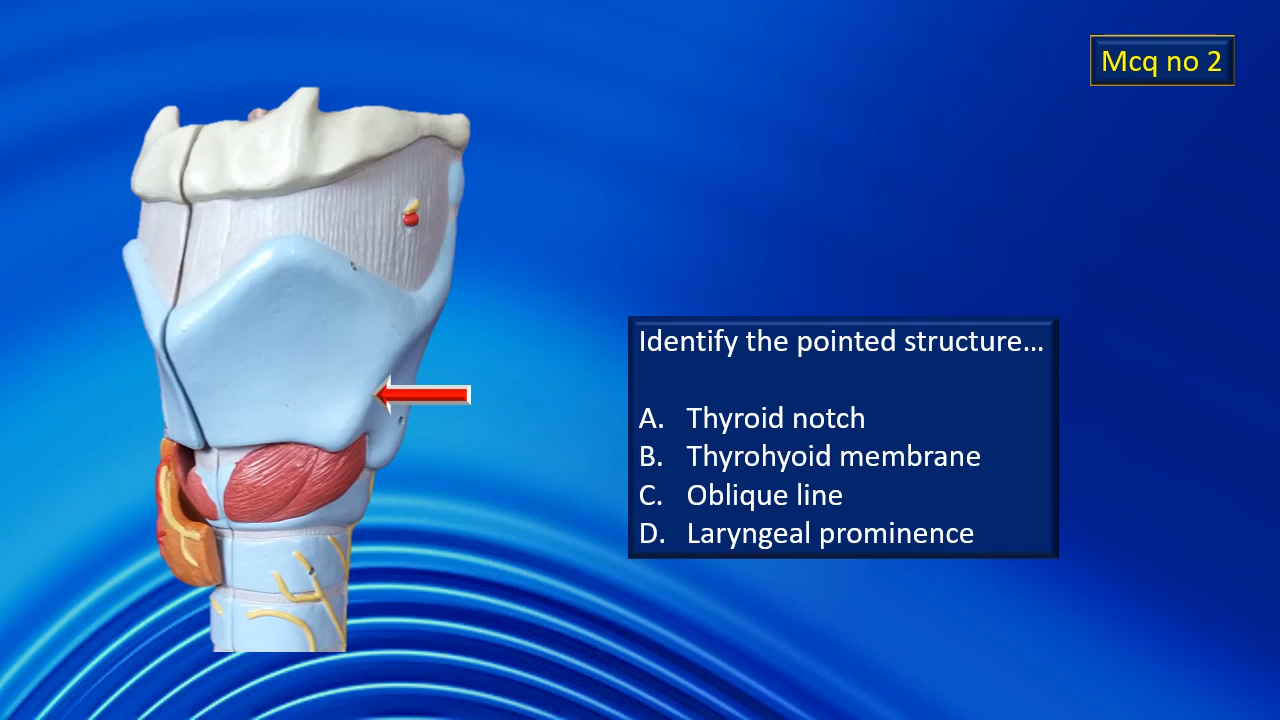 Mcq no 2
Identify the pointed structure...
A. Thyroid notch
B. Thyrohyoid membrane
C. Oblique line
D. Laryngeal prominence